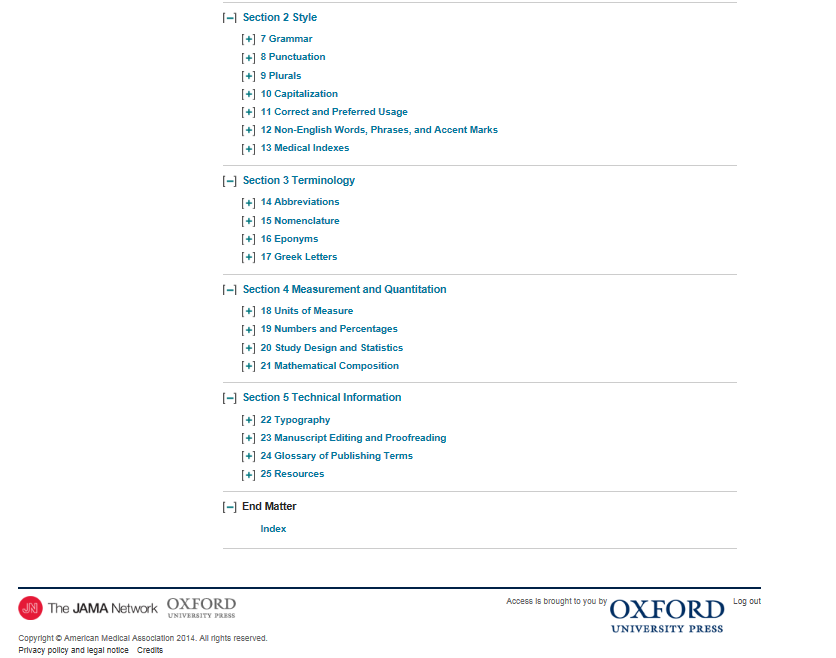 [−] Section 2 Style
[+] 7 Grammar
[+] 8 Punctuation
[+] 9 Plurals
[+] 10 Capitalization
[+] 11 Correct and Preferred Usage
[+] 12 Non-English Words, Phrases, and Accent Marks
[+] 13 Medical Indexes
[−] Section 3 Terminology
[+] 14 Abbreviations
[+] 15 Nomenclature
[+] 16 Eponyms
[+] 17 Greek Letters
[−] Section 4 Measurement and Quantitation
[+] 18 Units of Measure
[+] 19 Numbers and Percentages
[+] 20 Study Design and Statistics
[+] 21 Mathematical Composition
[−] Section 5 Technical Information
[+] 22 Typography
[+] 23 Manuscript Editing and Proofreading
[+] 24 Glossary of Publishing Terms
[+] 25 Resources
[−] End Matter
Index
JN The JAMA Network OXFORD UNIVERSITY PRESS
Access is brought to you by OXFORD UNIVERSITY PRESS Log out
Copyright © American Medical Association 2014. All rights reserved.
Privacy policy and legal notice Credits